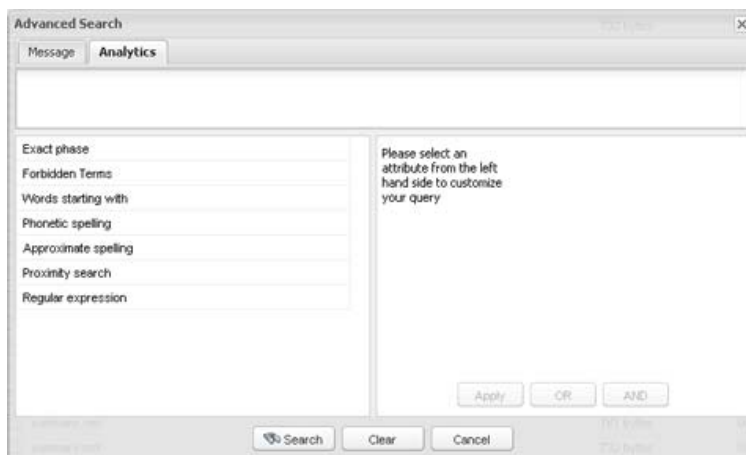 Advanced Search
Message Analytics
Exact phase
Forbidden Terms
Words starting with
Phonetic spelling
Approximate spelling
Proximity search
Regular expression
Please select an
attribute from the left
hand side to customize
your query
Apply OR AND
Search Clear Cancel